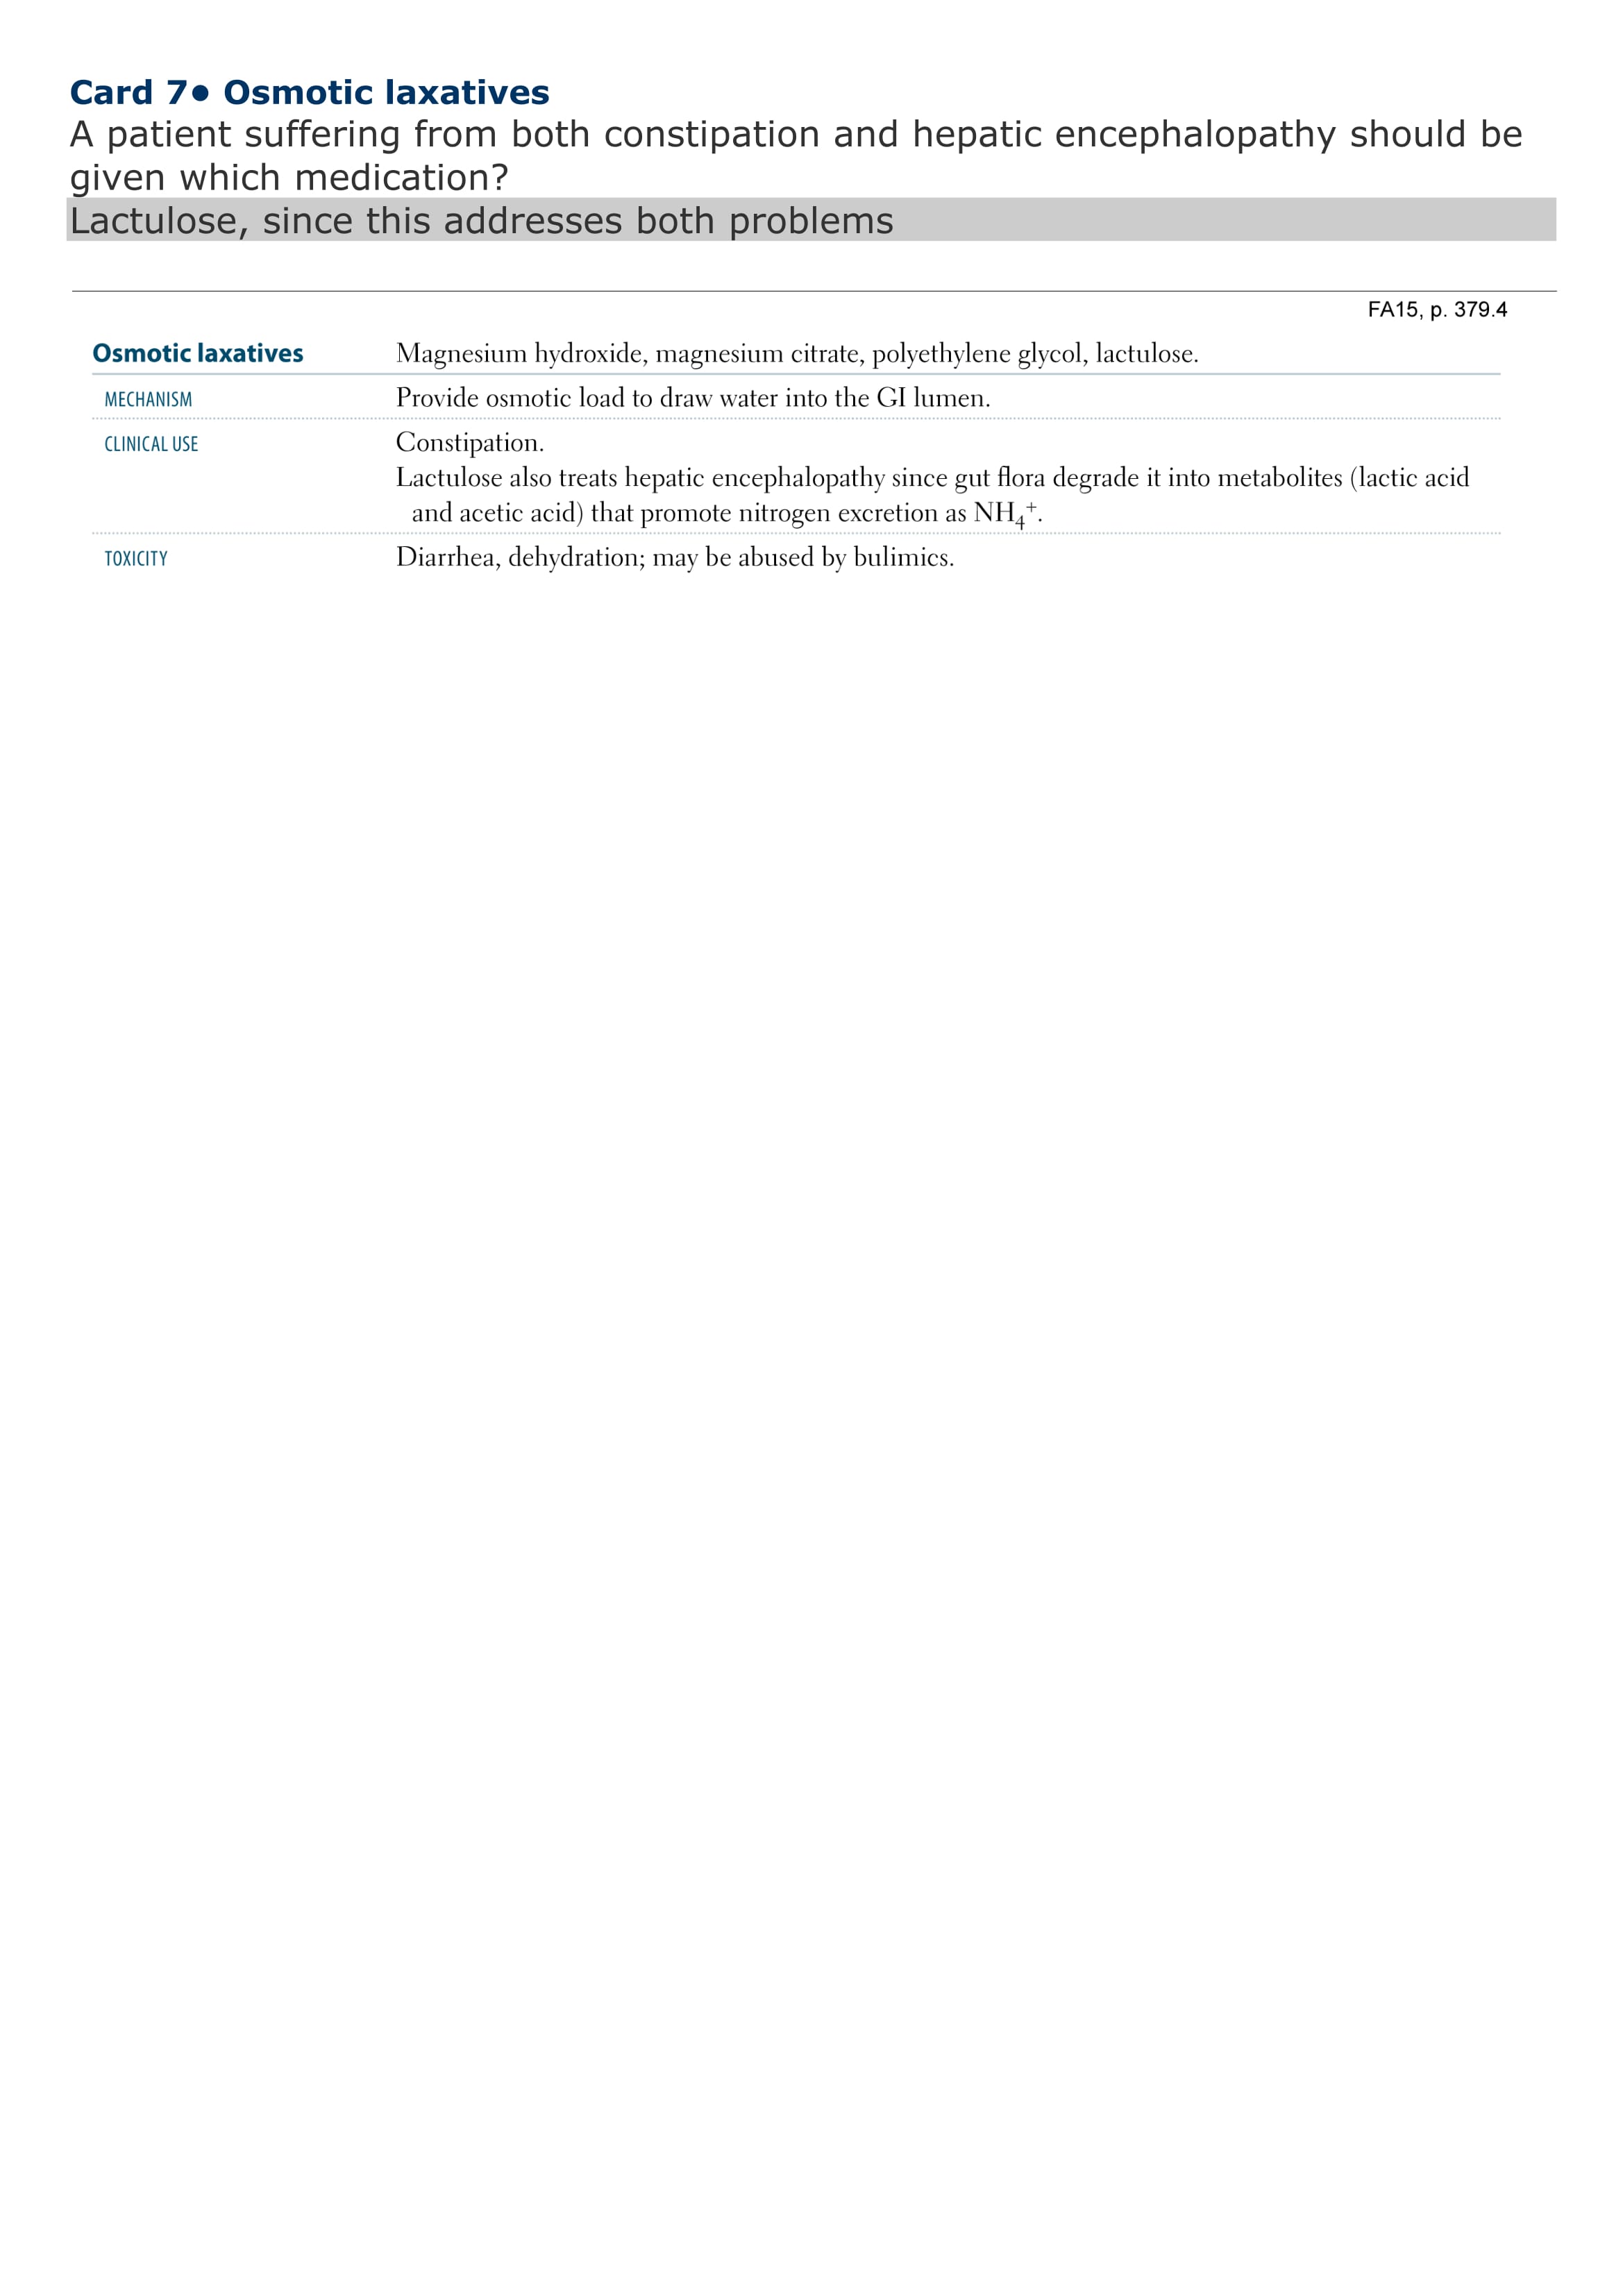 Card 7● Osmotic laxatives
A patient suffering from both constipation and hepatic encephalopathy should be
given which medication?
Lactulose, since this addresses both problems
FA15, p. 379.4
Osmotic laxatives Magnesium hydroxide, magnesium citrate, polyethylene glycol, lactulose.
MECHANISM Provide osmotic load to draw water into the GI lumen.
CLINICAL USE Constipation.
Lactulose also treats hepatic encephalopathy since gut flora degrade it into metabolites (lactic acid
and acetic acid) that promote nitrogen excretion as NH₄⁺.
TOXICITY Diarrhea, dehydration; may be abused by bulimics.